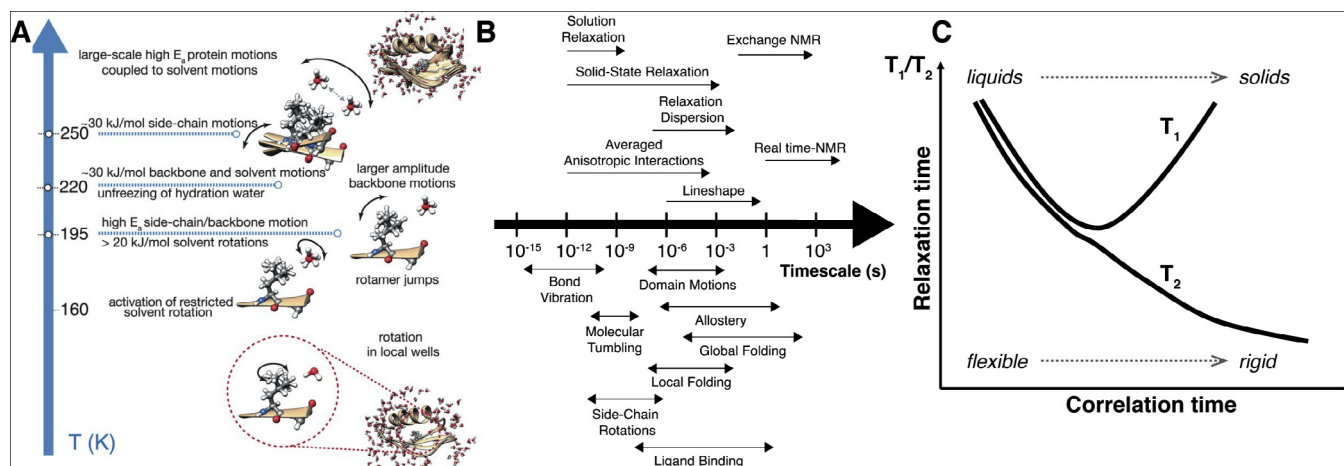 A
large-scale high Ea protein motions
coupled to solvent motions
250
~30 kJ/mol side-chain motions
~30 kJ/mol backbone and solvent motions
220
unfreezing of hydration water
larger amplitude
backbone motions
high Ea side-chain/backbone motion
195
> 20 kJ/mol solvent rotations
rotamer jumps
activation of restricted
160
solvent rotation
rotation
in local wells
T (K)
B
Solution
Relaxation
Exchange NMR
Solid-State Relaxation
Relaxation
Dispersion
Averaged
Anisotropic Interactions
Real time-NMR
Lineshape
10-15 10-12 10-9 10-6 10-3 1 103
Timescale (s)
Bond
Vibration
Domain Motions
Molecular
Tumbling
Allostery
Global Folding
Local Folding
Side-Chain
Rotations
Ligand Binding
C
T1/T2
liquids solids
T1
T2
Relaxation time
flexible rigid
Correlation time